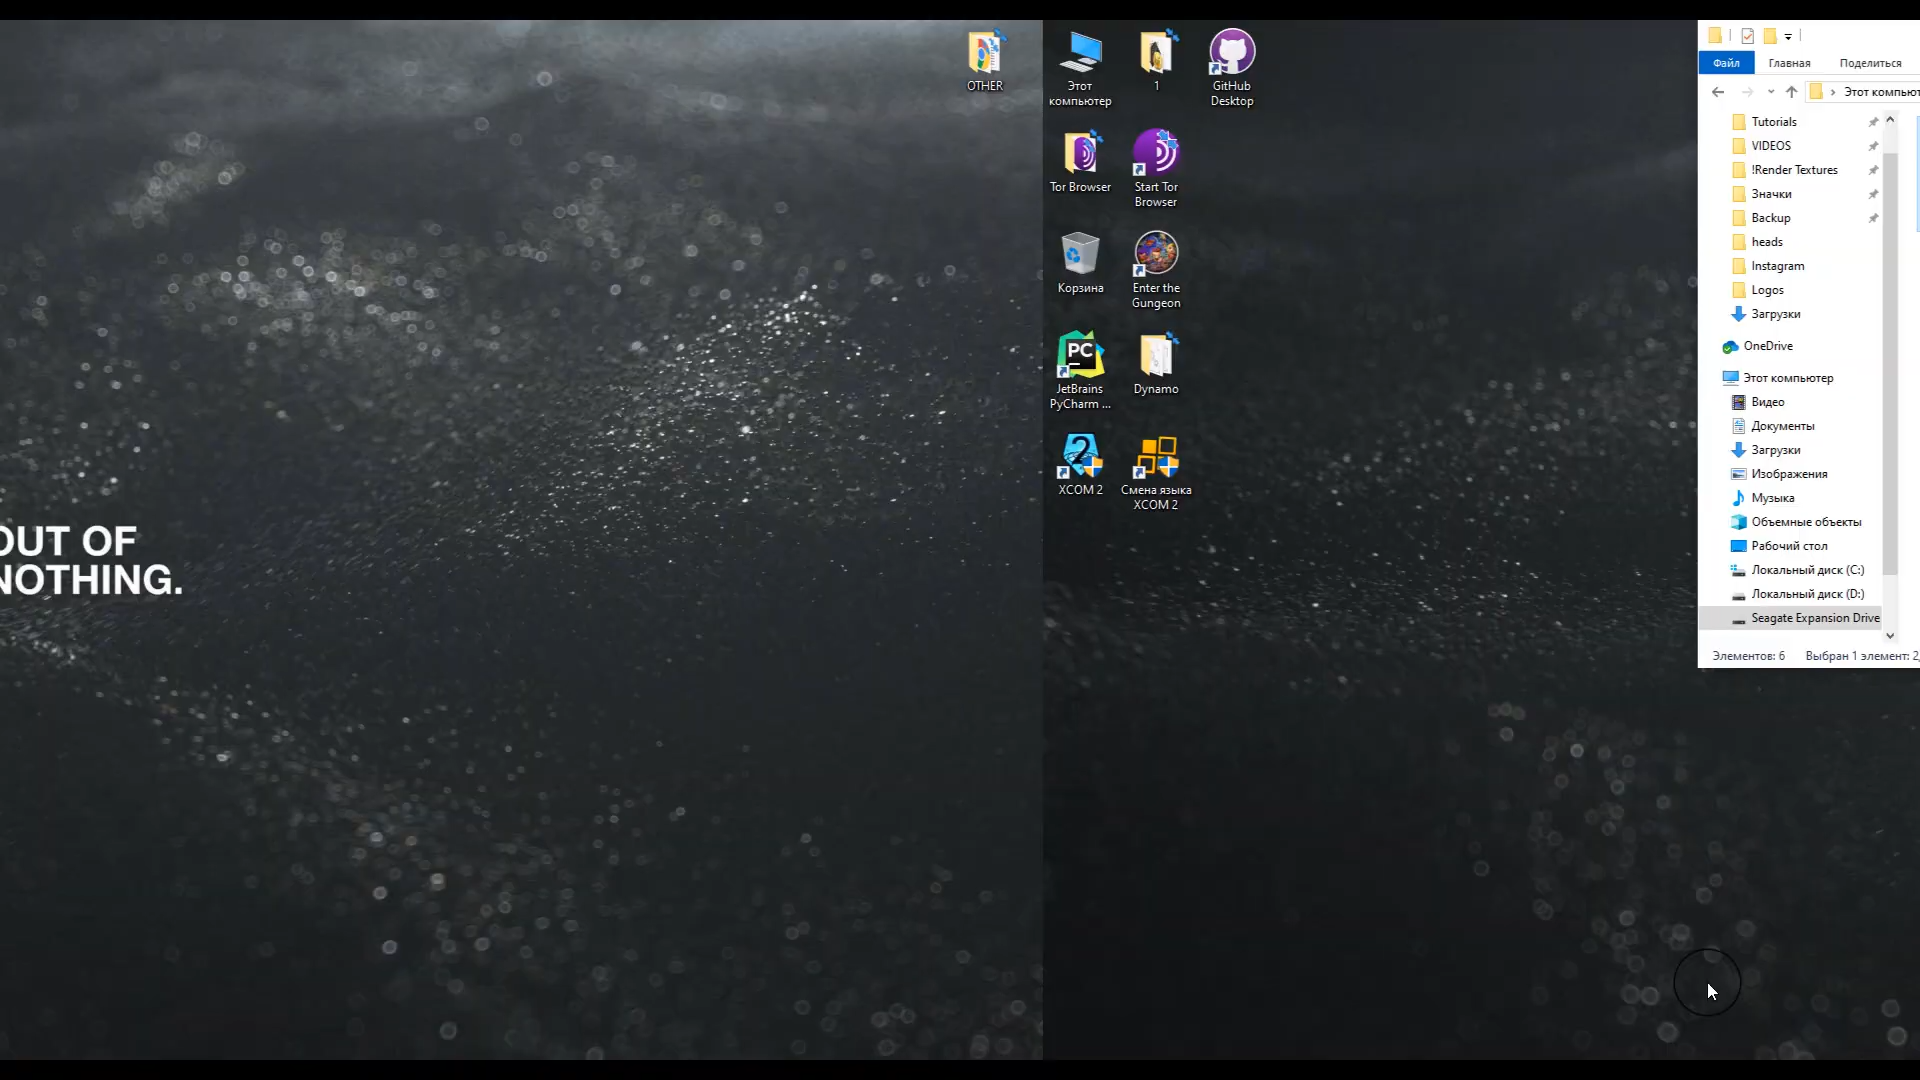 OTHER
OUT OF
NOTHING.
Этот
компьютер
1
GitHub
Desktop
Tor Browser
Start Tor
Browser
Корзина
Enter the
Gungeon
PC
JetBrains
PyCharm ...
Dynamo
2
XCOM 2
Смена языка
XCOM 2
Файл
Главная
Поделиться
Tutorials
VIDEOS
!Render Textures
Значки
Backup
heads
Instagram
Logos
Загрузки
OneDrive
Этот компьютер
Видео
Документы
Загрузки
Изображения
Музыка
Объемные объекты
Рабочий стол
Локальный диск (C:)
Локальный диск (D:)
Seagate Expansion Drive
Элементов: 6
Выбран 1 элемент: 2,